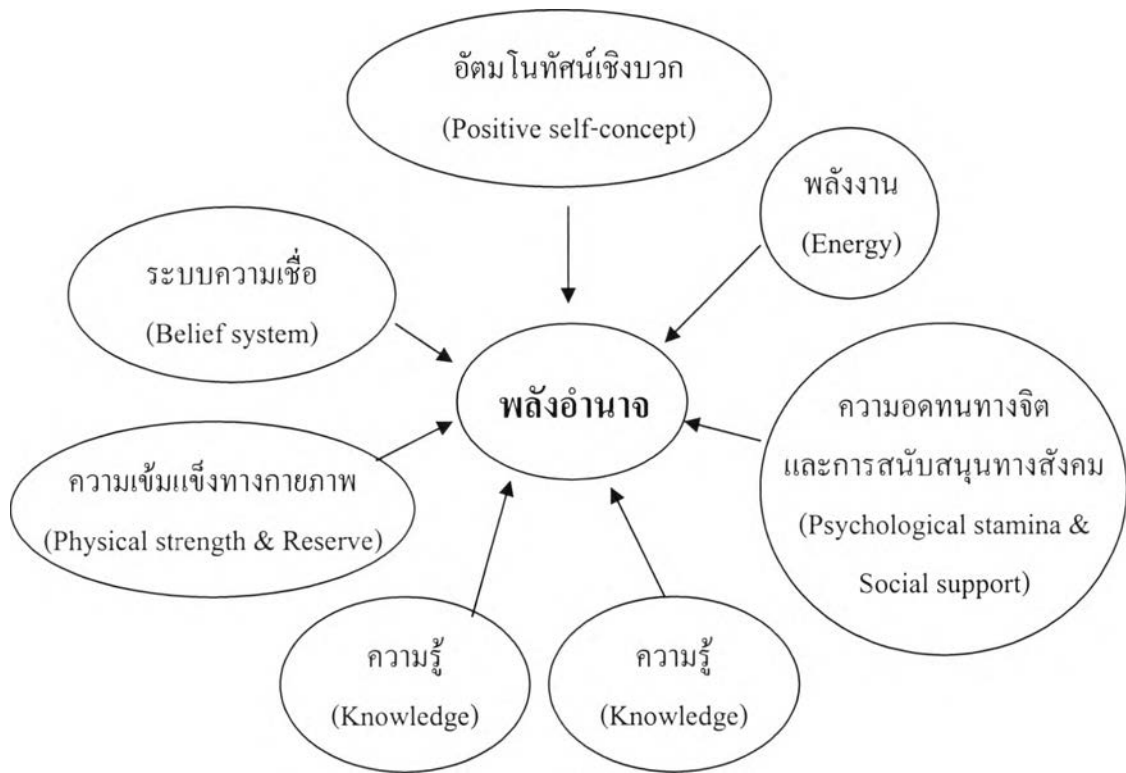 อัตมโนทัศน์เชิงบวก
(Positive self-concept)
พลังงาน
(Energy)
ระบบความเชื่อ
(Belief system)
พลังอำนาจ
ความอดทนทางจิต
และการสนับสนุนทางสังคม
(Psychological stamina &
Social support)
ความเข้มแข็งทางกายภาพ
(Physical strength & Reserve)
ความรู้
(Knowledge)
ความรู้
(Knowledge)